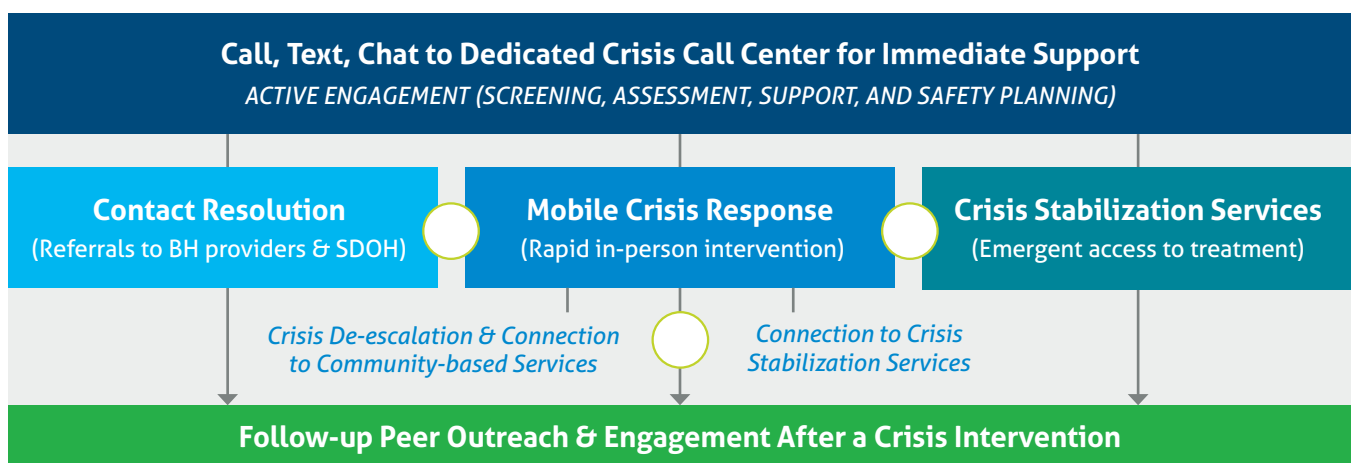 Call, Text, Chat to Dedicated Crisis Call Center for Immediate Support
ACTIVE ENGAGEMENT (SCREENING, ASSESSMENT, SUPPORT, AND SAFETY PLANNING)
Contact Resolution
(Referrals to BH providers & SDOH)
Mobile Crisis Response
(Rapid in-person intervention)
Crisis Stabilization Services
(Emergent access to treatment)
Crisis De-escalation & Connection
to Community-based Services
Connection to Crisis
Stabilization Services
Follow-up Peer Outreach & Engagement After a Crisis Intervention